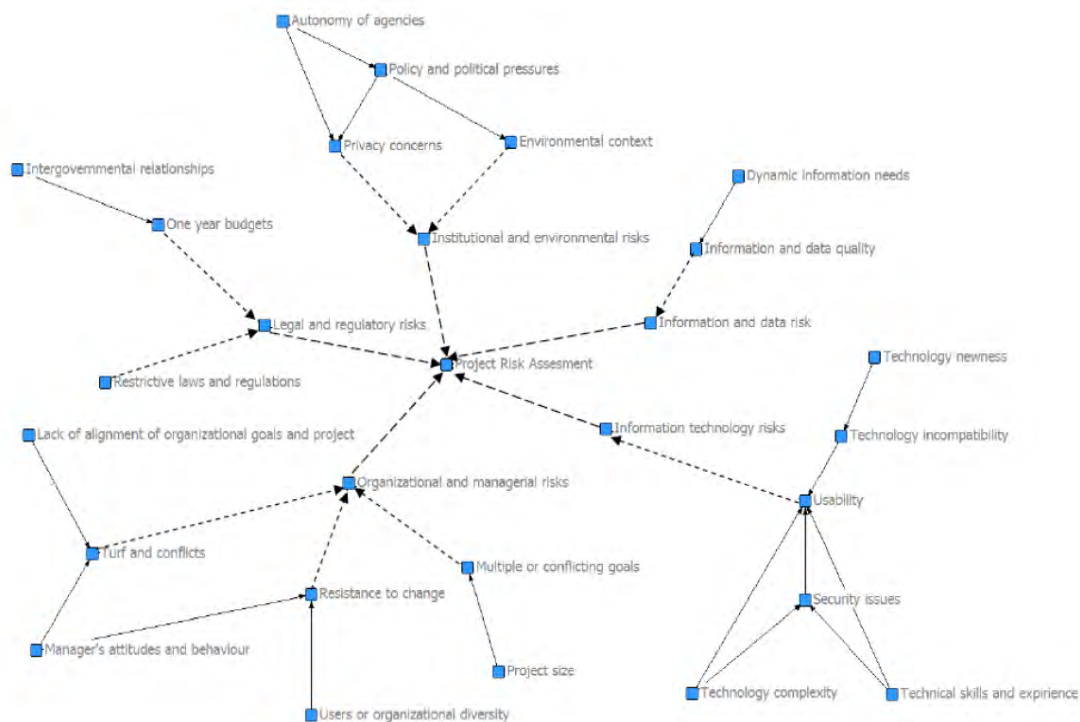 Autonomy of agencies
Policy and political pressures
Privacy concerns
Environmental context
Intergovernmental relationships
Dynamic information needs
One year budgets
Institutional and environmental risks
Information and data quality
Legal and regulatory risks
Information and data risk
Project Risk Assesment
Technology newness
Restrictive laws and regulations
Information technology risks
Lack of alignment of organizational goals and project
Technology incompatibility
Organizational and managerial risks
Usability
Turf and conflicts
Multiple or conflicting goals
Resistance to change
Security issues
Manager's attitudes and behaviour
Project size
Technology complexity
Technical skills and expirience
Users or organizational diversity